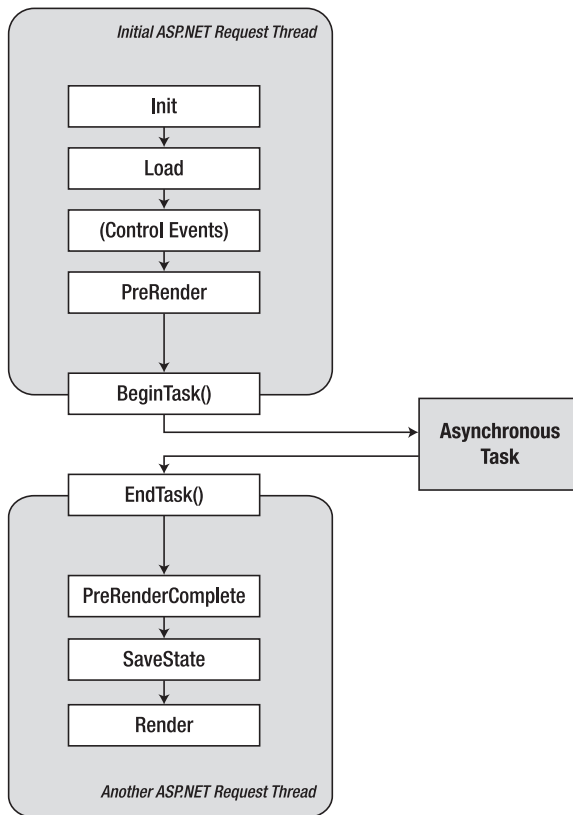 Initial ASP.NET Request Thread
Init
Load
(Control Events)
PreRender
BeginTask()
Asynchronous
Task
EndTask()
PreRenderComplete
SaveState
Render
Another ASP.NET Request Thread